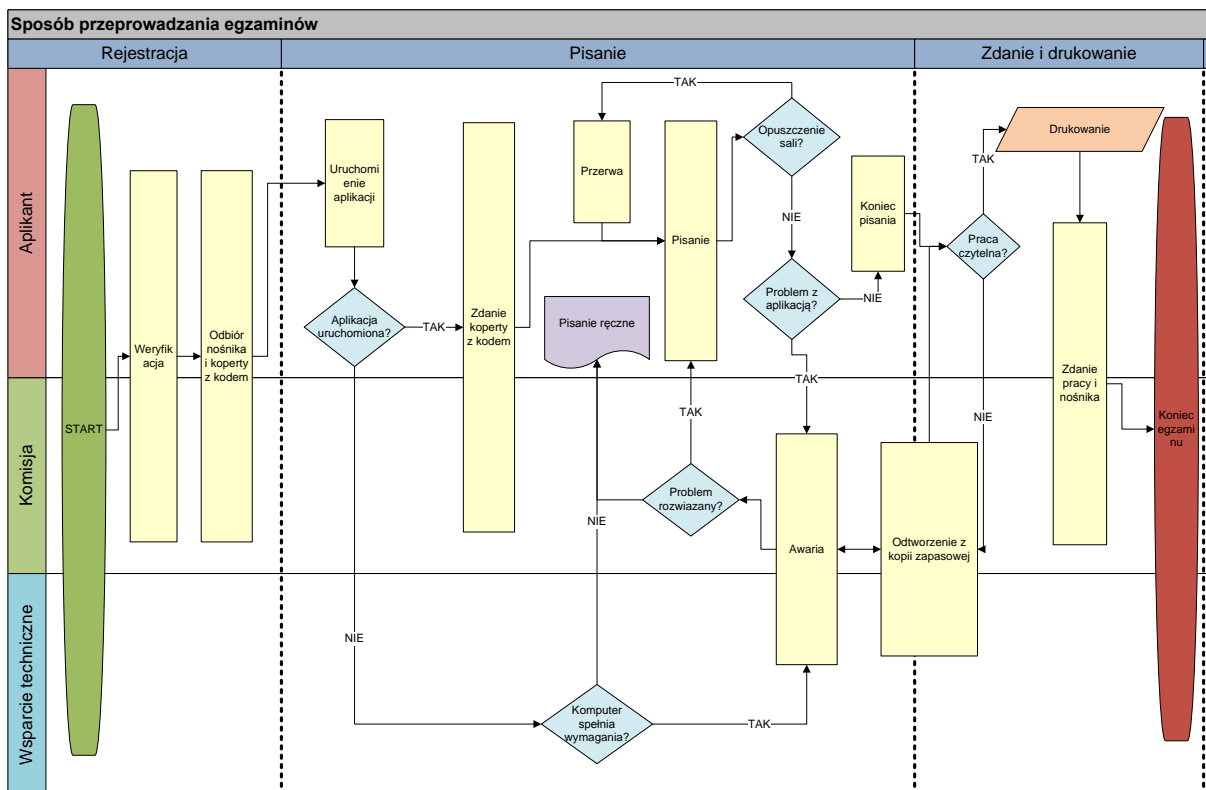 Sposób przeprowadzania egzaminów
Rejestracja
Pisanie
Zdanie i drukowanie
Aplikant
Komisja
Wsparcie techniczne
START
Weryfik
acja
Odbiór
nośnika
i koperty
z kodem
Uruchomi
enie
aplikacji
Aplikacja
uruchomiona?
TAK
NIE
Zdanie
koperty
z kodem
Przerwa
Pisanie
TAK
Opuszczenie
sali?
NIE
Problem z
aplikacją?
NIE
TAK
Koniec
pisania
Pisanie ręczne
TAK
Problem
rozwiazany?
NIE
Awaria
Komputer
spełnia
wymagania?
TAK
Odtworzenie z
kopii zapasowej
Praca
czytelna?
TAK
NIE
Drukowanie
Zdanie
pracy i
nośnika
Koniec
egzami
nu